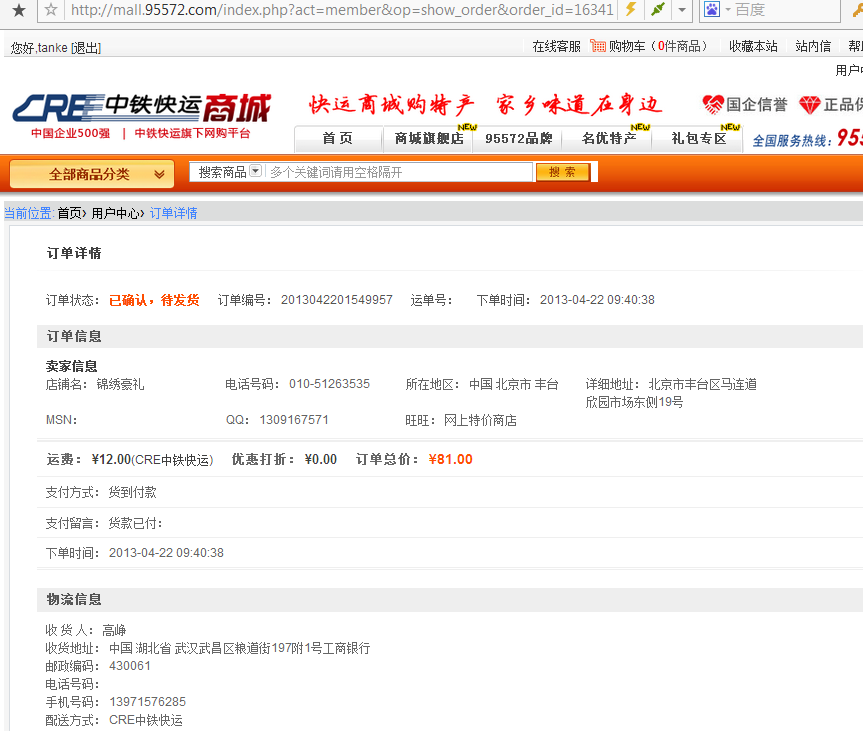 http://mall.95572.com/index.php?act=member&op=show_order&order_id=16341 百度
您好,tanke [退出] 在线客服 购物车（0件商品） 收藏本站 站内信 帮
用户中
CRE 中铁快运商城 快运商城购特产 家乡味道在身边 国企信誉 正品保
中国企业500强 | 中铁快运旗下网购平台
首 页 商城旗舰店 NEW 95572品牌 名优特产 NEW 礼包专区 NEW 全国服务热线: 955
全部商品分类 搜索商品 多个关键词请用空格隔开 搜 索
当前位置: 首页› 用户中心› 订单详情
订单详情
订单状态: 已确认，待发货 订单编号: 2013042201549957 运单号: 下单时间: 2013-04-22 09:40:38
订单信息
卖家信息
店铺名: 锦绣豪礼 电话号码: 010-51263535 所在地区: 中国 北京市 丰台 详细地址: 北京市丰台区马连道
欣园市场东侧19号
MSN: QQ: 1309167571 旺旺: 网上特价商店
运费: ¥12.00(CRE中铁快运) 优惠打折: ¥0.00 订单总价: ¥81.00
支付方式: 货到付款
支付留言: 货款已付:
下单时间: 2013-04-22 09:40:38
物流信息
收 货 人: 高峰
收货地址: 中国 湖北省 武汉武昌区粮道街197附1号工商银行
邮政编码: 430061
电话号码:
手机号码: 13971576285
配送方式: CRE中铁快运